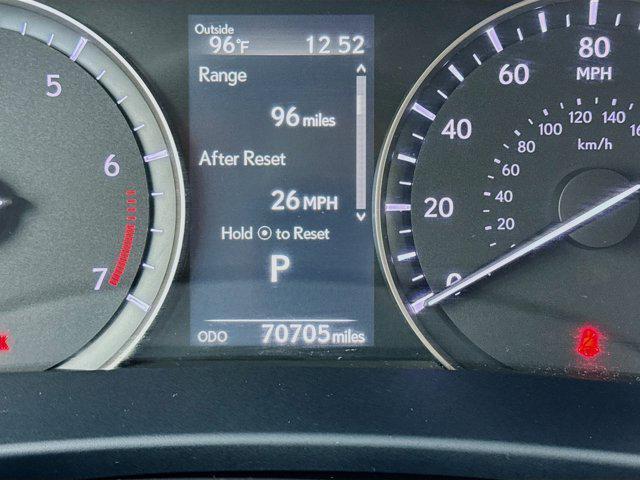 Outside
96°F 12 52
Range
96 miles
After Reset
26 MPH
Hold ⊙ to Reset
P
ODO 70705 miles
5
6
7
80
MPH
60
40
20
0
120 140
100
80
60
40
20
km/h